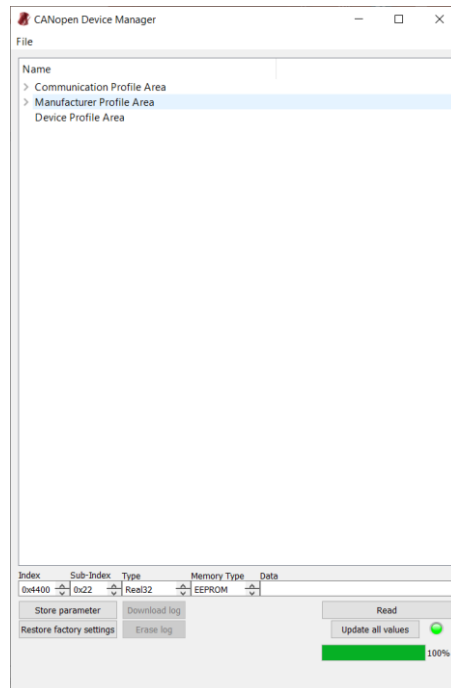 CANopen Device Manager
File
Name
Communication Profile Area
Manufacturer Profile Area
Device Profile Area
Index Sub-Index Type Memory Type Data
0x4400 0x22 Real32 EEPROM
Store parameter Download log Read
Restore factory settings Erase log Update all values
100%